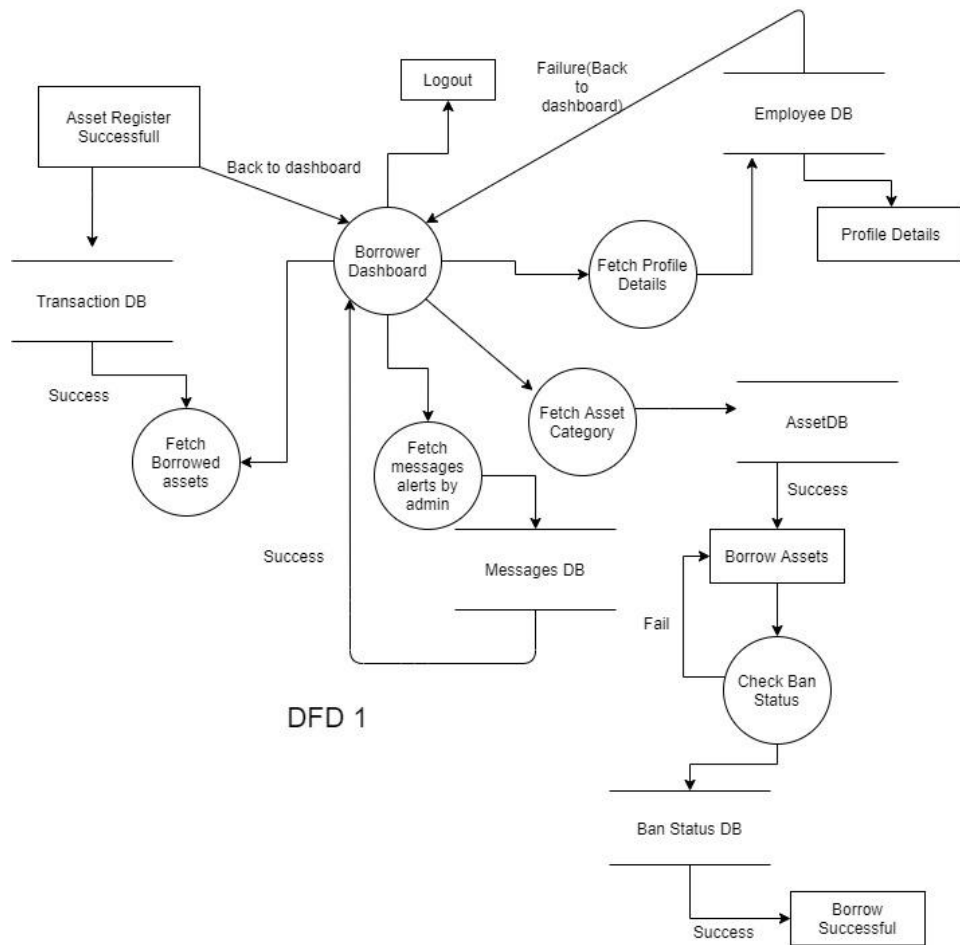 Logout
Failure(Back
to
dashboard)
Employee DB
Asset Register
Successfull
Back to dashboard
Profile Details
Borrower
Dashboard
Fetch Profile
Details
Transaction DB
Success
Fetch Asset
Category
AssetDB
Fetch
Borrowed
assets
Fetch
messages
alerts by
admin
Success
Success
Messages DB
Borrow Assets
Fail
Check Ban
Status
DFD 1
Ban Status DB
Success
Borrow
Successful